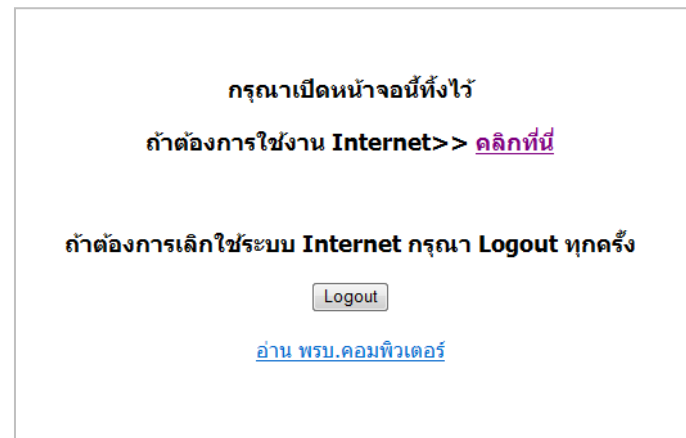 กรุณาเปิดหน้าจอนี้ทิ้งไว้
ถ้าต้องการใช้งาน Internet>> คลิกที่นี่
ถ้าต้องการเลิกใช้ระบบ Internet กรุณา Logout ทุกครั้ง
Logout
อ่าน พรบ.คอมพิวเตอร์